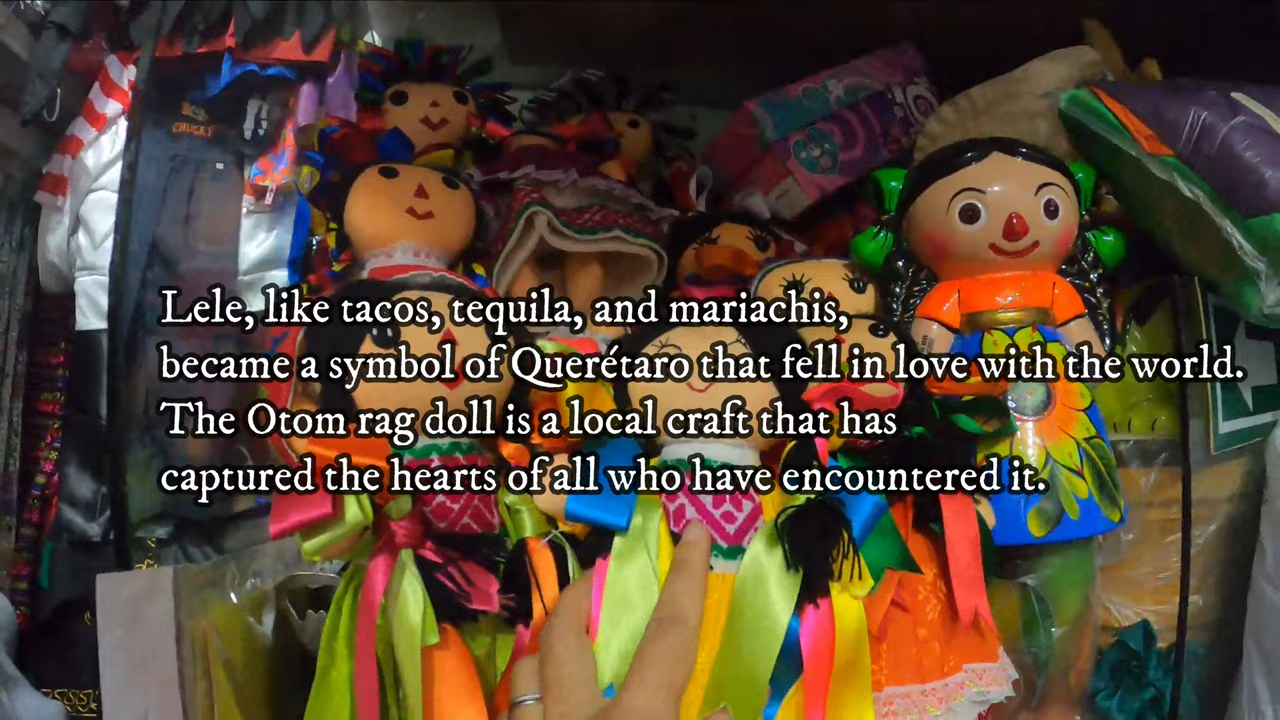 CHUCKY
Lele, like tacos, tequila, and mariachis,
became a symbol of Querétaro that fell in love with the world.
The Otom rag doll is a local craft that has
captured the hearts of all who have encountered it.